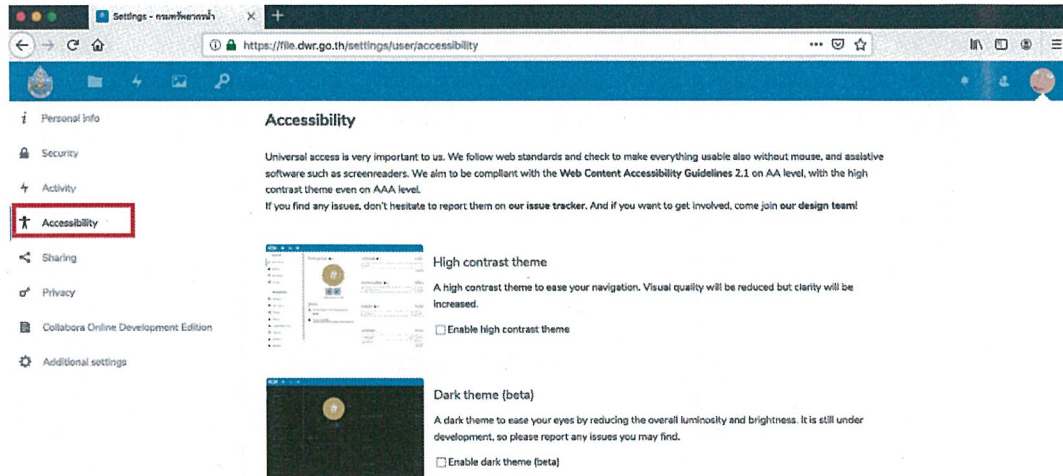 Settings - กรมทรัพยากรน้ำ
https://file.dwr.go.th/settings/user/accessibility
Personal info
Security
Activity
Accessibility
Sharing
Privacy
Collabora Online Development Edition
Additional settings
Accessibility
Universal access is very important to us. We follow web standards and check to make everything usable also without mouse, and assistive
software such as screenreaders. We aim to be compliant with the Web Content Accessibility Guidelines 2.1 on AA level, with the high
contrast theme even on AAA level.
If you find any issues, don't hesitate to report them on our issue tracker. And if you want to get involved, come join our design team!
High contrast theme
A high contrast theme to ease your navigation. Visual quality will be reduced but clarity will be
increased.
Enable high contrast theme
Dark theme (beta)
A dark theme to ease your eyes by reducing the overall luminosity and brightness. It is still under
development, so please report any issues you may find.
Enable dark theme (beta)